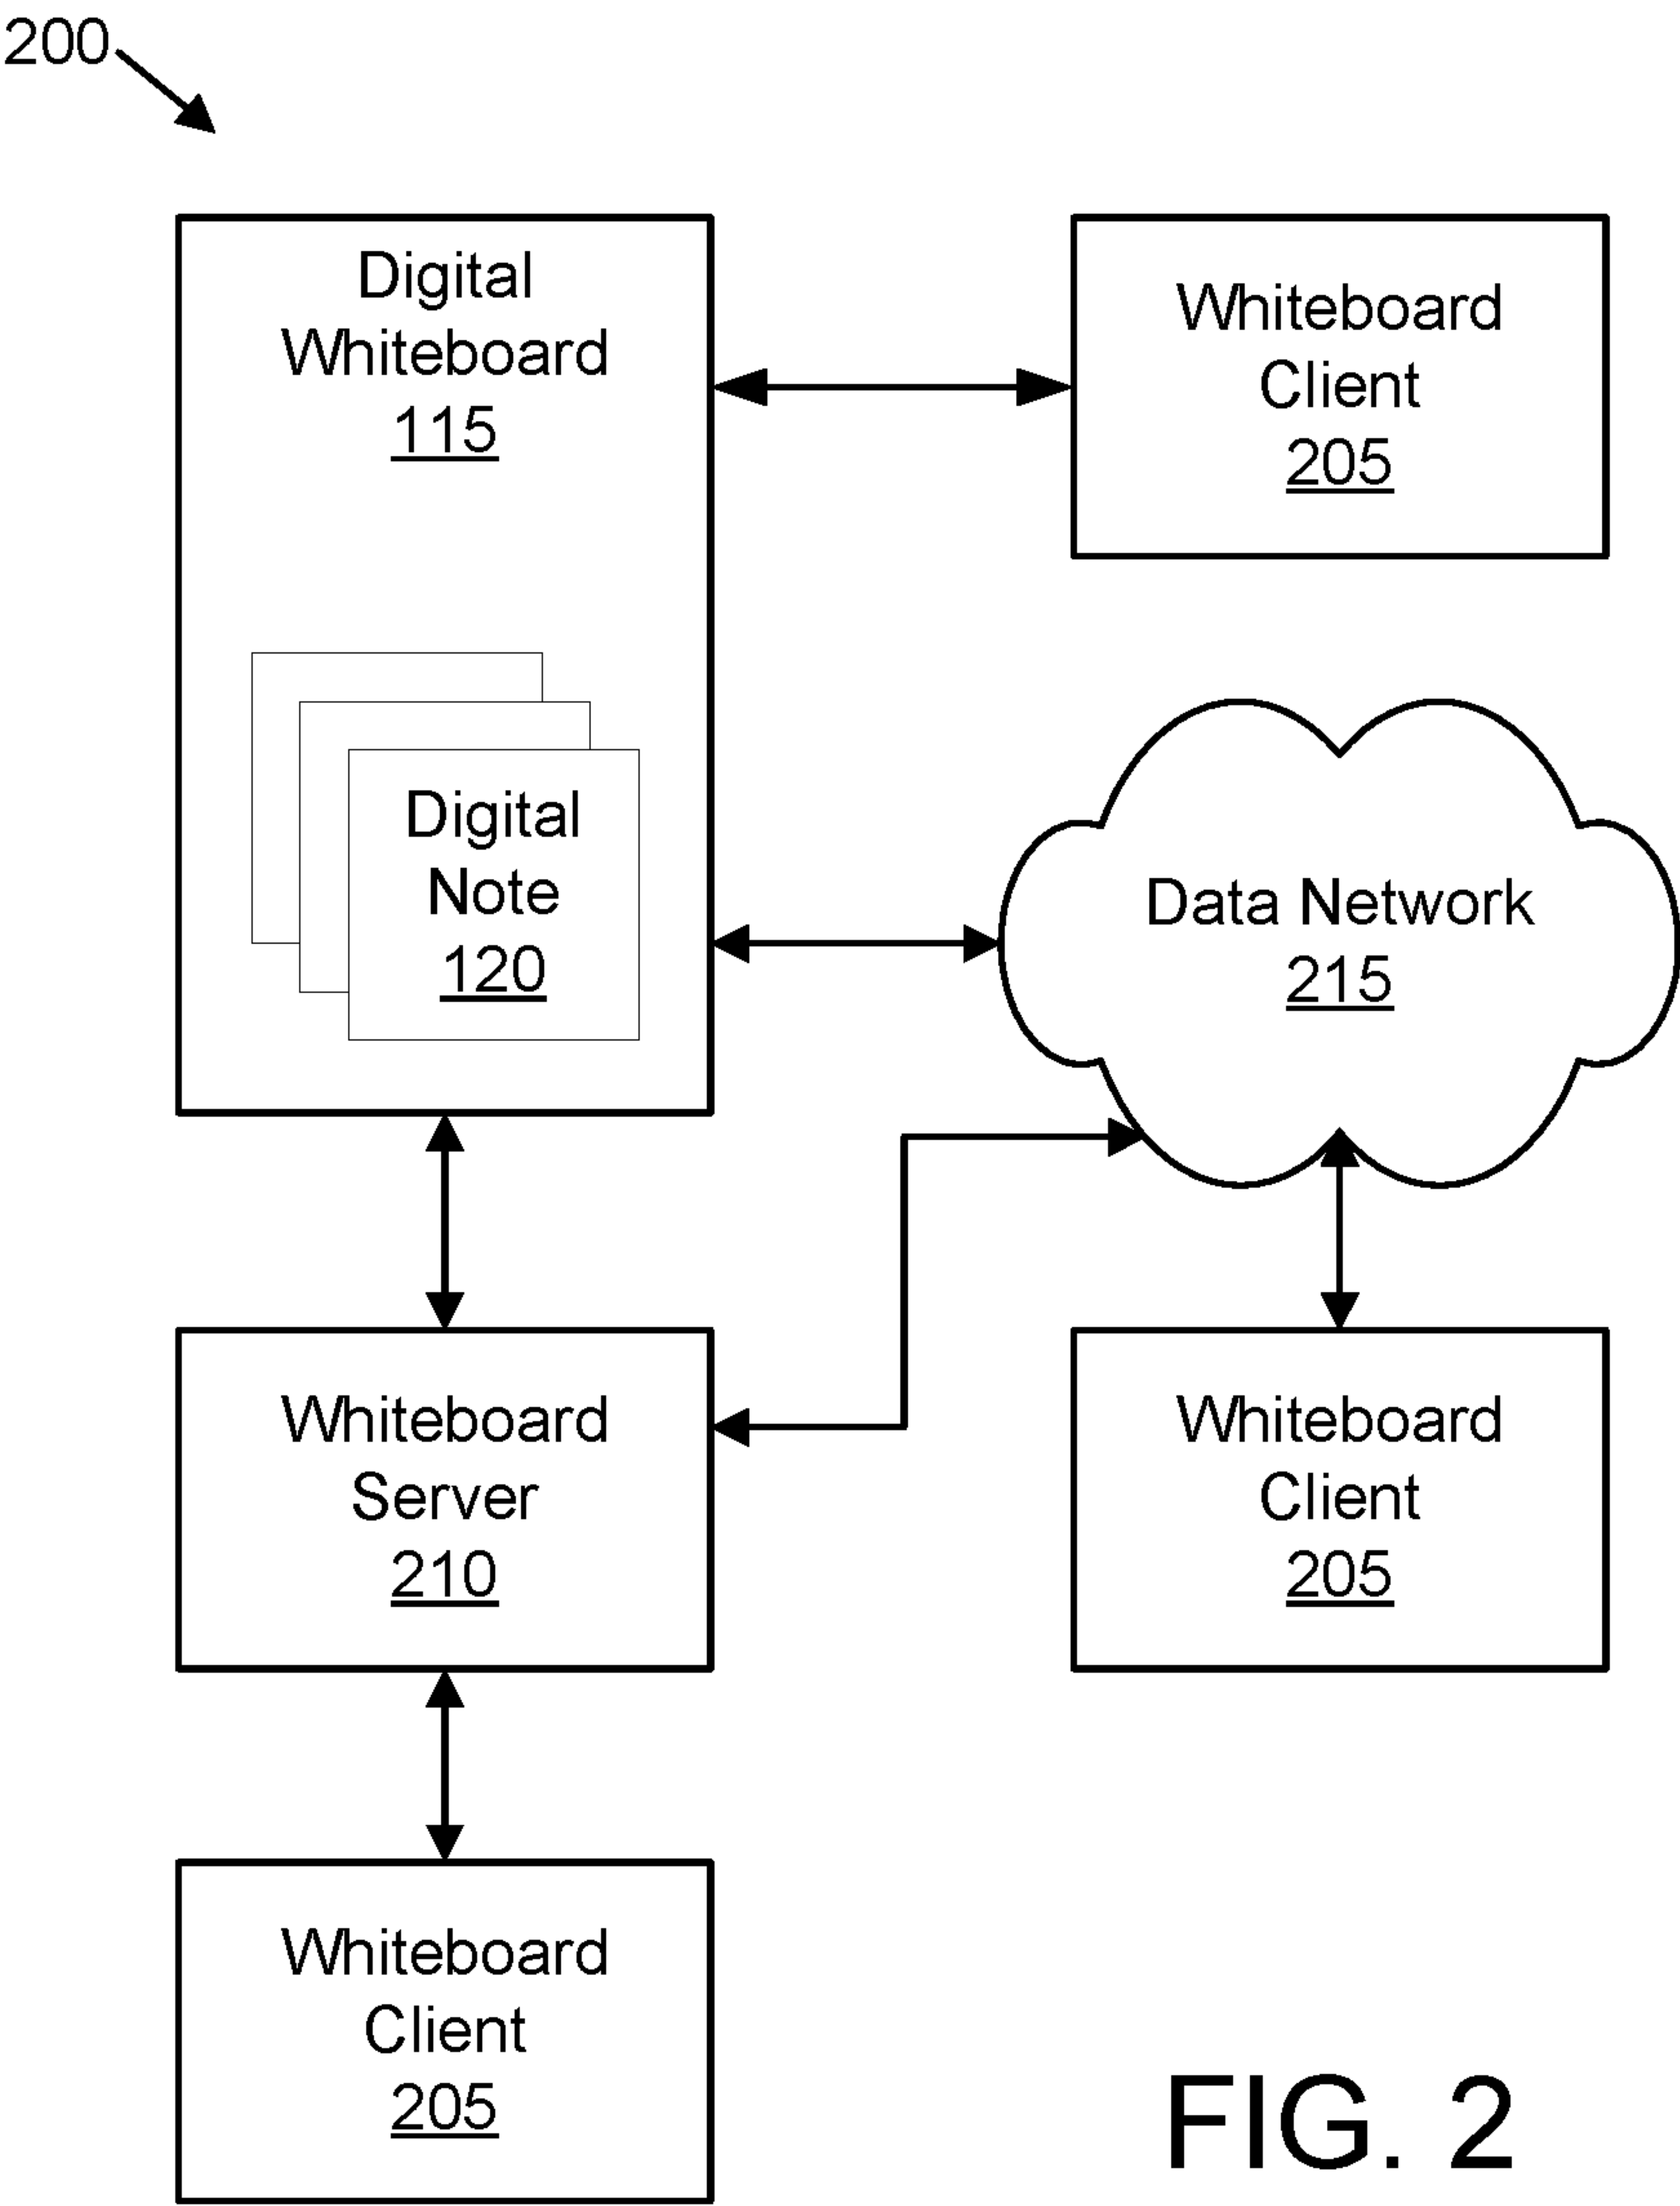 200
Digital
Whiteboard
115
Whiteboard
Client
205
Digital
Note
120
Data Network
215
Whiteboard
Server
210
Whiteboard
Client
205
Whiteboard
Client
205
FIG. 2